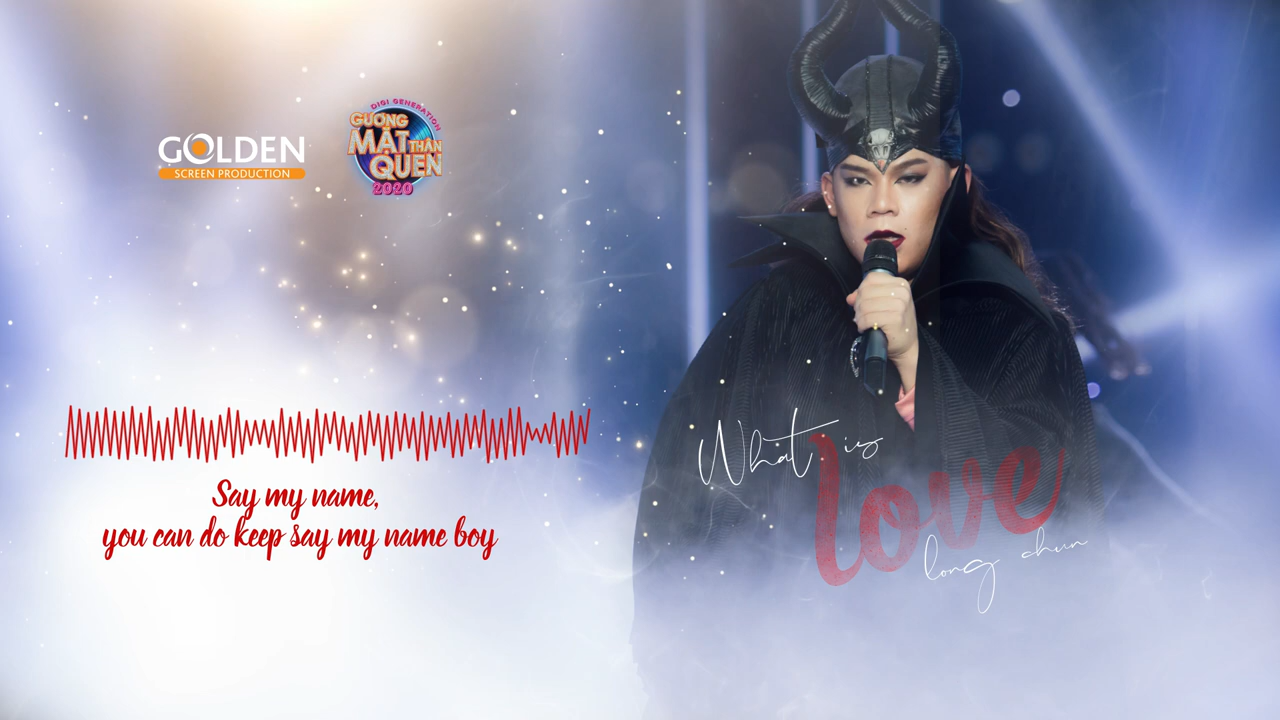 GOLDEN
SCREEN PRODUCTION
DIGI GENERATION
GƯƠNG
MẶT THÂN
QUEN
2020
Say my name,
you can do keep say my name boy
What is
love
long chun